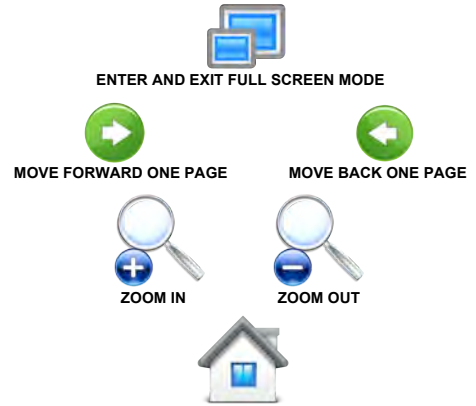 ENTER AND EXIT FULL SCREEN MODE
MOVE FORWARD ONE PAGE
MOVE BACK ONE PAGE
ZOOM IN
ZOOM OUT